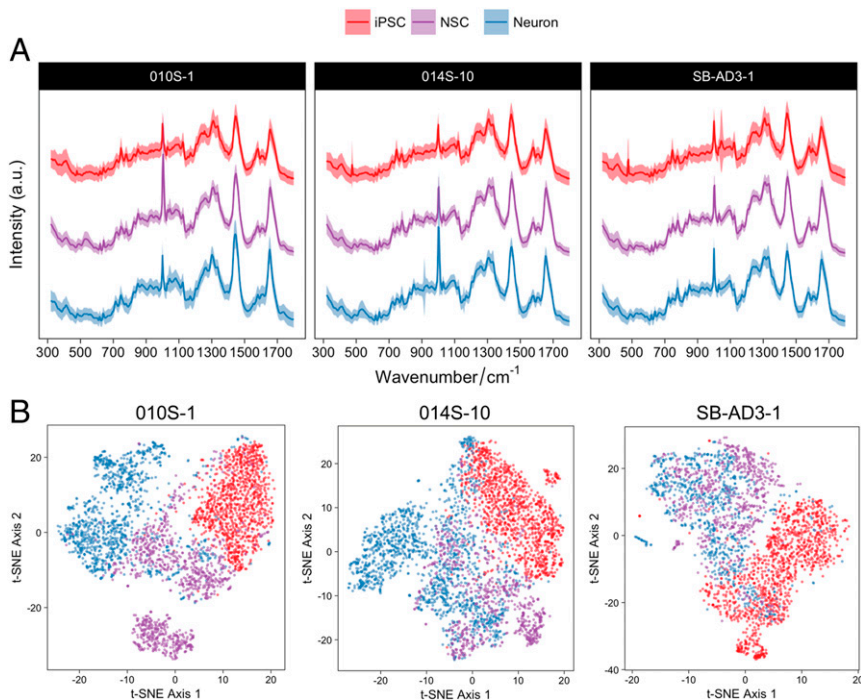 iPSC NSC Neuron
A
010S-1 014S-10 SB-AD3-1
Intensity (a.u.)
300 500 700 900 1100 1300 1500 1700 300 500 700 900 1100 1300 1500 1700 300 500 700 900 1100 1300 1500 1700
Wavenumber/cm⁻¹
B
010S-1 014S-10 SB-AD3-1
t-SNE Axis 2
20
0
-20
-20 -10 0 10 20
t-SNE Axis 1
t-SNE Axis 2
20
10
0
-10
-20
-20 -10 0 10 20
t-SNE Axis 1
t-SNE Axis 2
20
0
-20
-40
-20 -10 0 10 20
t-SNE Axis 1